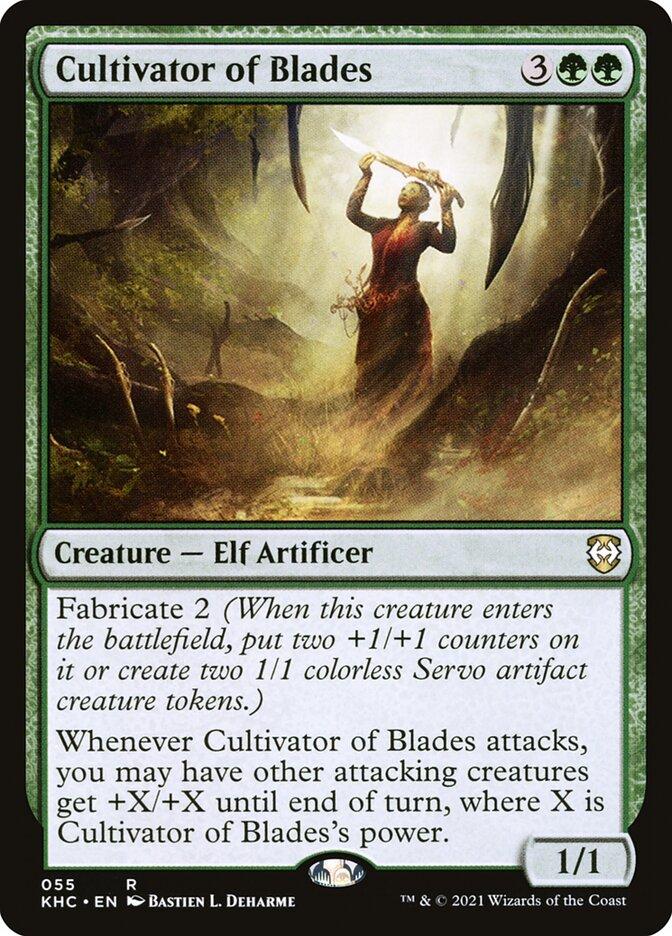 Cultivator of Blades 3
Creature — Elf Artificer
Fabricate 2 (When this creature enters
the battlefield, put two +1/+1 counters on
it or create two 1/1 colorless Servo artifact
creature tokens.)
Whenever Cultivator of Blades attacks,
you may have other attacking creatures
get +X/+X until end of turn, where X is
Cultivator of Blades's power.
1/1
055 R
KHC • EN Bastien L. Deharme
™ & © 2021 Wizards of the Coast